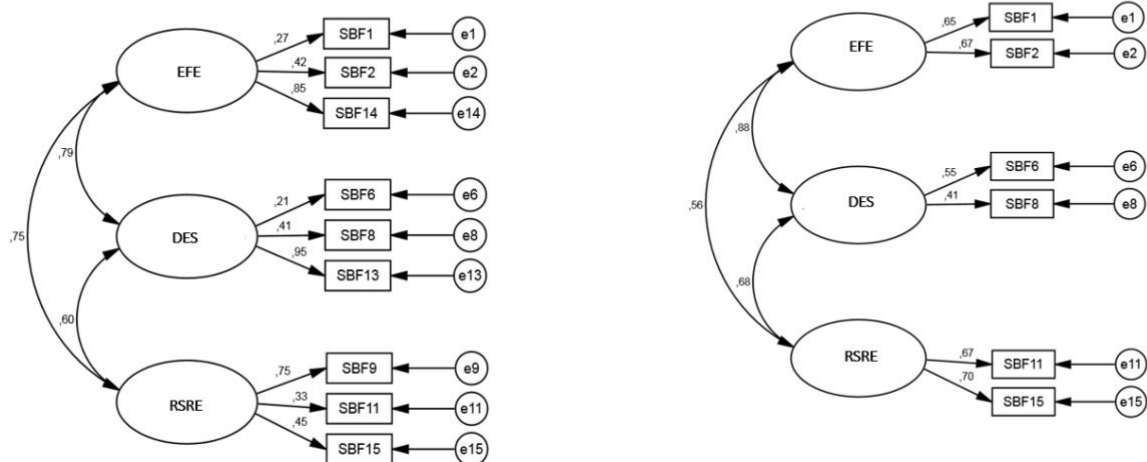 ,27
SBF1
e1
EFE
,42
SBF2
e2
,85
SBF14
e14
,79
,21
SBF6
e6
DES
,41
SBF8
e8
,95
SBF13
e13
,75
,60
,75
SBF9
e9
RSRE
,33
SBF11
e11
,45
SBF15
e15
,65
SBF1
e1
EFE
,67
SBF2
e2
,88
,55
SBF6
e6
DES
,41
SBF8
e8
,56
,68
RSRE
,67
SBF11
e11
,70
SBF15
e15